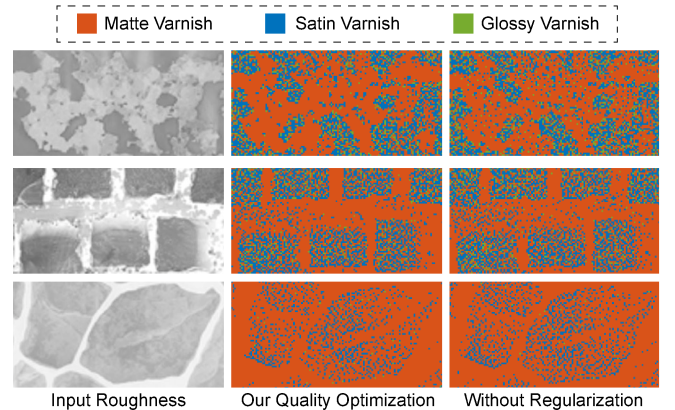 Matte Varnish Satin Varnish Glossy Varnish
Input Roughness Our Quality Optimization Without Regularization